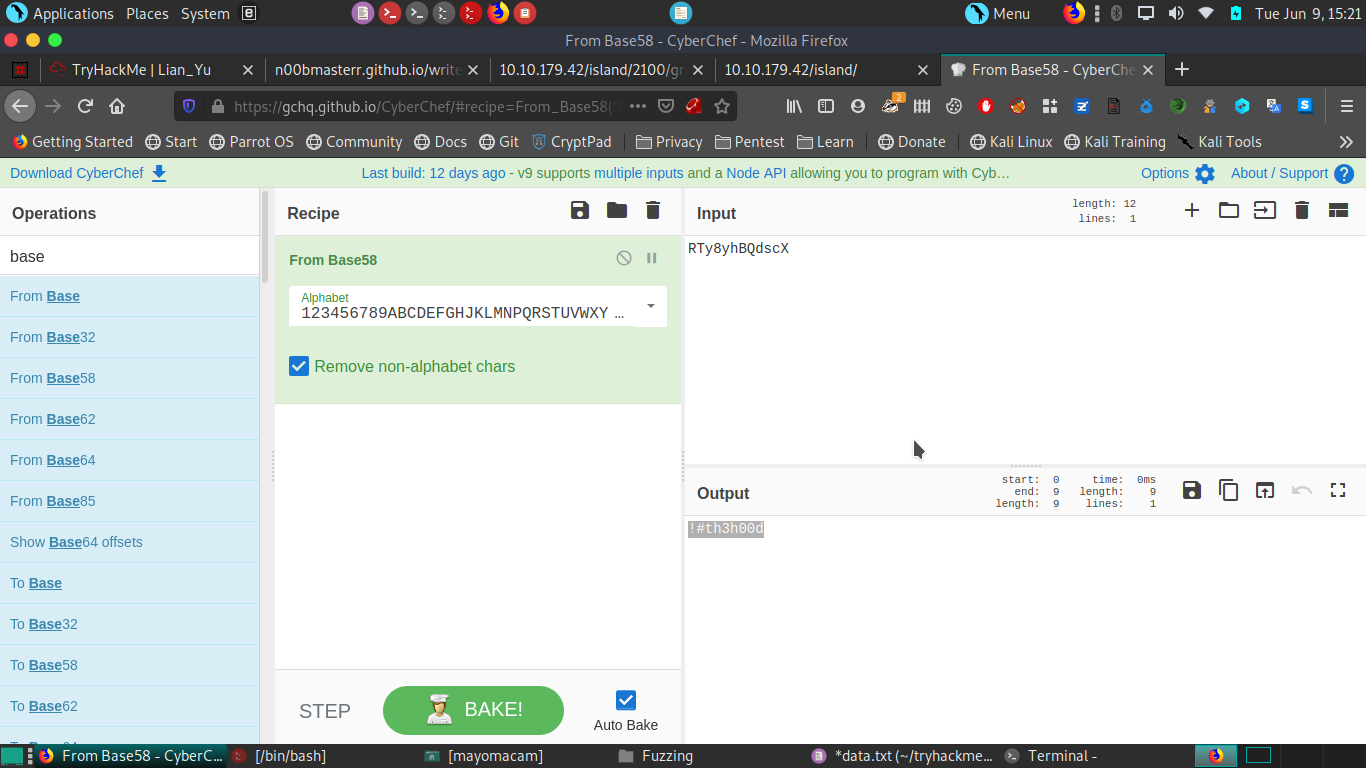 Applications Places System
Menu
Tue Jun 9, 15:21
From Base58 - CyberChef - Mozilla Firefox
TryHackMe | Lian_Yu
n00bmasterr.github.io/write
10.10.179.42/island/2100/gr
10.10.179.42/island/
From Base58 - CyberChe
https://gchq.github.io/CyberChef/#recipe=From_Base58('1
2
Getting Started Start Parrot OS Community Docs Git CryptPad Privacy Pentest Learn Donate Kali Linux Kali Training Kali Tools
Download CyberChef
Last build: 12 days ago - v9 supports multiple inputs and a Node API allowing you to program with Cyb…
Options
About / Support
Operations
Recipe
Input
length: 12
lines: 1
base
From Base
From Base32
From Base58
From Base62
From Base64
From Base85
Show Base64 offsets
To Base
To Base32
To Base58
To Base62
From Base58
Alphabet
123456789ABCDEFGHJKLMNPQRSTUVWXY …
Remove non-alphabet chars
STEP
BAKE!
Auto Bake
RTy8yhBQdscX
Output
start: 0 time: 0ms
end: 9 length: 9
length: 9 lines: 1
!#th3h00d
From Base58 - CyberC...
[/bin/bash]
[mayomacam]
Fuzzing
*data.txt (~/tryhackme...
Terminal -